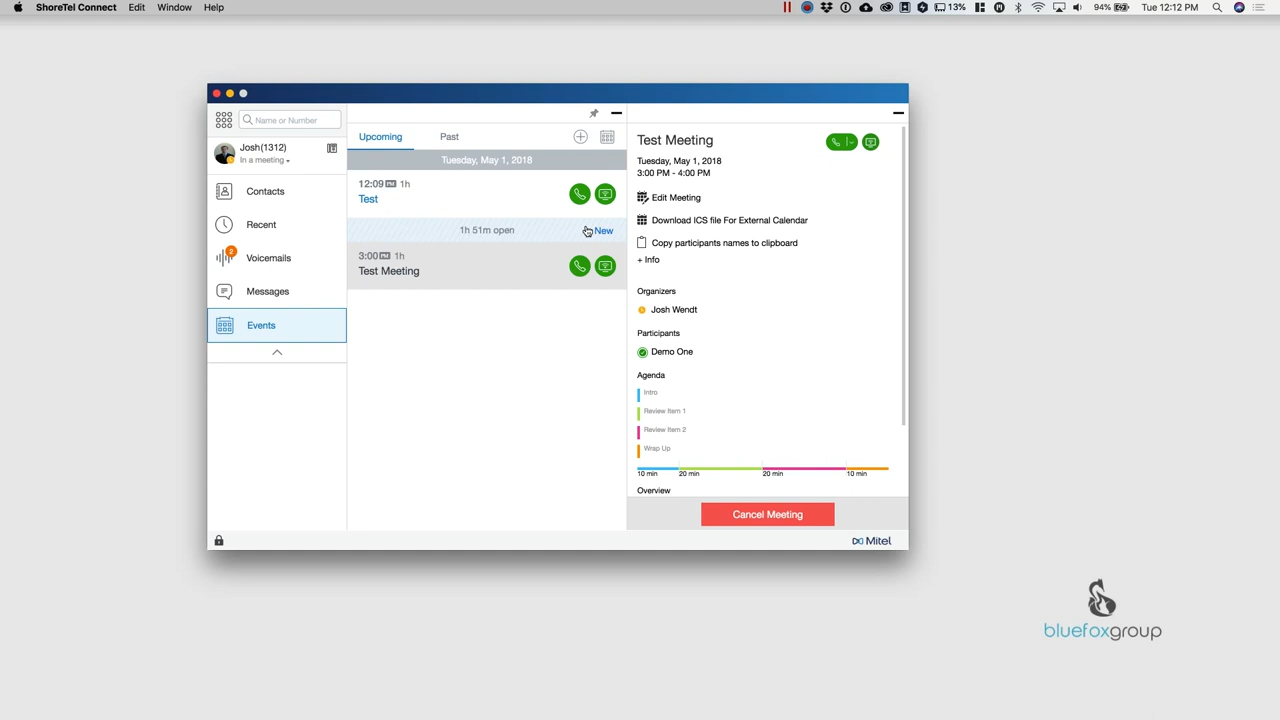 ShoreTel Connect Edit Window Help
13% 94% Tue 12:12 PM
Name or Number
Josh(1312)
In a meeting
Contacts
Recent
2
Voicemails
Messages
Events
Upcoming Past
Tuesday, May 1, 2018
12:09 PM 1h
Test
1h 51m open New
3:00 PM 1h
Test Meeting
Test Meeting
Tuesday, May 1, 2018
3:00 PM - 4:00 PM
Edit Meeting
Download ICS file For External Calendar
Copy participants names to clipboard
+ Info
Organizers
Josh Wendt
Participants
Demo One
Agenda
Intro
Review Item 1
Review Item 2
Wrap Up
10 min 20 min 20 min 10 min
Overview
Cancel Meeting
Mitel
bluefoxgroup